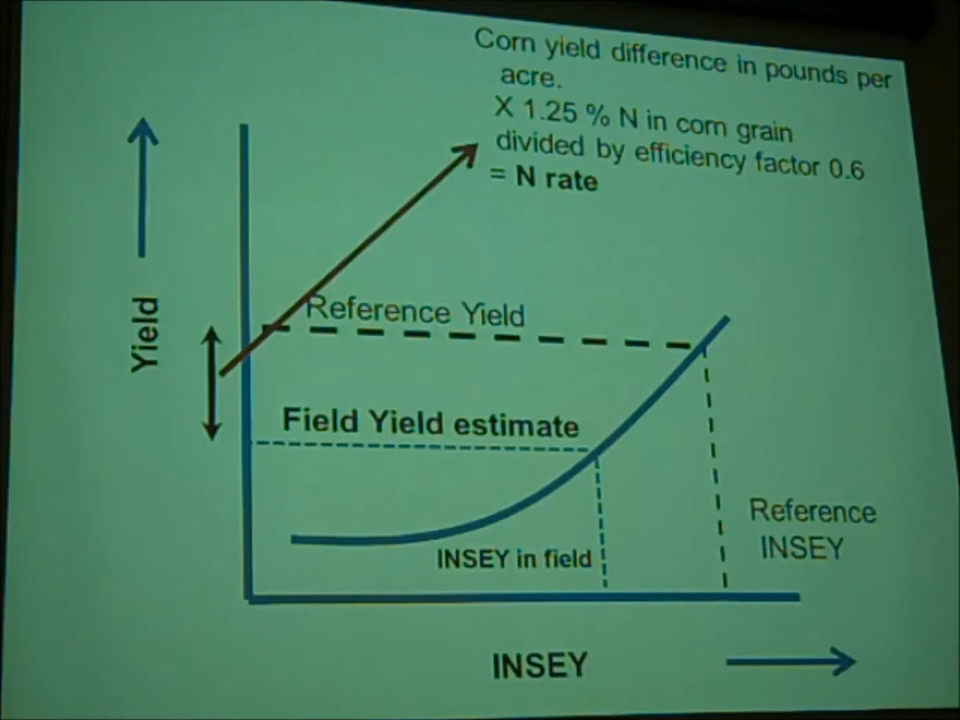 Corn yield difference in pounds per
acre.
X 1.25 % N in corn grain
divided by efficiency factor 0.6
= N rate
Yield
Reference Yield
Field Yield estimate
INSEY in field
Reference
INSEY
INSEY